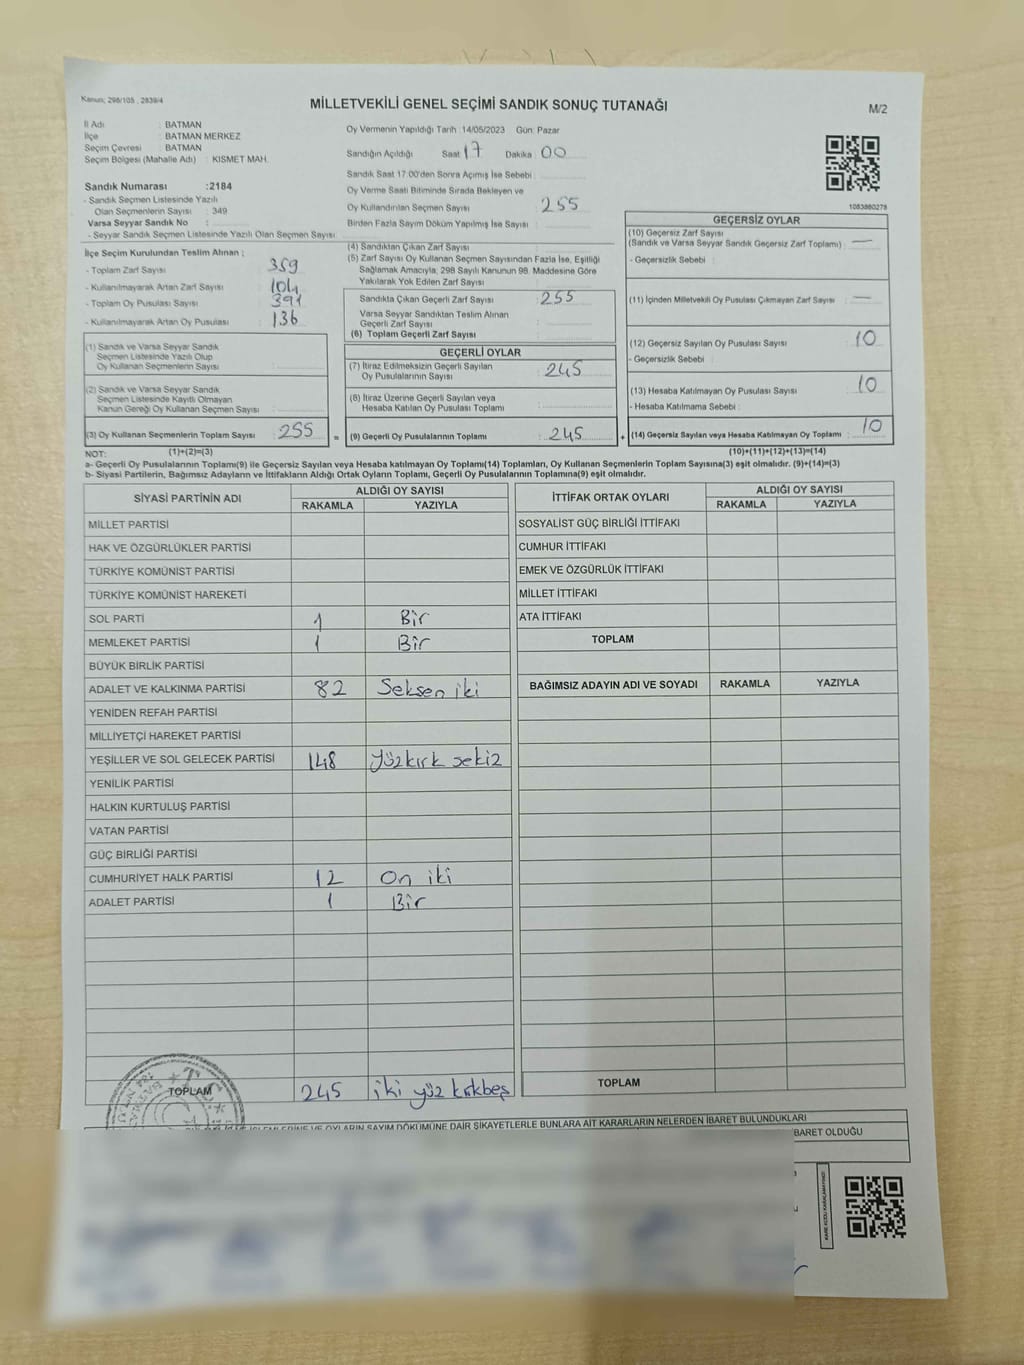 Kanun; 298/105 , 2839/4
MİLLETVEKİLİ GENEL SEÇİMİ SANDIK SONUÇ TUTANAĞI
M/2
İl Adı : BATMAN
İlçe : BATMAN MERKEZ
Seçim Çevresi : BATMAN
Seçim Bölgesi (Mahalle Adı) : KISMET MAH.
Sandık Numarası :2184
- Sandık Seçmen Listesinde Yazılı
Olan Seçmenlerin Sayısı : 349
Varsa Seyyar Sandık No :
- Seyyar Sandık Seçmen Listesinde Yazılı Olan Seçmen Sayısı :
Oy Vermenin Yapıldığı Tarih :14/05/2023 Gün: Pazar
Sandığın Açıldığı Saat 17 Dakika : 00
Sandık Saat 17.00'den Sonra Açımış İse Sebebi :
Oy Verme Saati Bitiminde Sırada Bekleyen ve
Oy Kullandırılan Seçmen Sayısı : 255
Birden Fazla Sayım Döküm Yapılmış İse Sayısı :
1083860278
İlçe Seçim Kurulundan Teslim Alınan ;
- Toplam Zarf Sayısı : 359
- Kullanılmayarak Artan Zarf Sayısı : 104
- Toplam Oy Pusulası Sayısı : 391
- Kullanılmayarak Artan Oy Pusulası : 136
(4) Sandıktan Çıkan Zarf Sayısı :
(5) Zarf Sayısı Oy Kullanan Seçmen Sayısından Fazla İse, Eşitliği
Sağlamak Amacıyla, 298 Sayılı Kanunun 98. Maddesine Göre
Yakılarak Yok Edilen Zarf Sayısı :
Sandıkta Çıkan Geçerli Zarf Sayısı : 255
Varsa Seyyar Sandıktan Teslim Alınan
Geçerli Zarf Sayısı :
(6) Toplam Geçerli Zarf Sayısı :
GEÇERSİZ OYLAR
(10) Geçersiz Zarf Sayısı
(Sandık ve Varsa Seyyar Sandık Geçersiz Zarf Toplamı) : —
- Geçersizlik Sebebi :
(11) İçinden Milletvekili Oy Pusulası Çıkmayan Zarf Sayısı : —
(12) Geçersiz Sayılan Oy Pusulası Sayısı : 10
- Geçersizlik Sebebi :
(13) Hesaba Katılmayan Oy Pusulası Sayısı : 10
- Hesaba Katılmama Sebebi :
(14) Geçersiz Sayılan veya Hesaba Katılmayan Oy Toplamı : 10
(1) Sandık ve Varsa Seyyar Sandık
Seçmen Listesinde Yazılı Olup
Oy Kullanan Seçmenlerin Sayısı :
(2) Sandık ve Varsa Seyyar Sandık
Seçmen Listesinde Kayıtlı Olmayan
Kanun Gereği Oy Kullanan Seçmen Sayısı :
(3) Oy Kullanan Seçmenlerin Toplam Sayısı : 255
=
GEÇERLİ OYLAR
(7) İtiraz Edilmeksizin Geçerli Sayılan
Oy Pusulalarının Sayısı : 245
(8) İtiraz Üzerine Geçerli Sayılan veya
Hesaba Katılan Oy Pusulası Toplamı :
(9) Geçerli Oy Pusulalarının Toplamı : 245
+
NOT: (1)+(2)=(3) (10)+(11)+(12)+(13)=(14)
a- Geçerli Oy Pusulalarının Toplamı(9) ile Geçersiz Sayılan veya Hesaba katılmayan Oy Toplamı(14) Toplamları, Oy Kullanan Seçmenlerin Toplam Sayısına(3) eşit olmalıdır. (9)+(14)=(3)
b- Siyasi Partilerin, Bağımsız Adayların ve İttifakların Aldığı Ortak Oyların Toplamı, Geçerli Oy Pusulalarının Toplamına(9) eşit olmalıdır.
SİYASİ PARTİNİN ADI ALDIĞI OY SAYISI
RAKAMLA YAZIYLA
MİLLET PARTİSİ
HAK VE ÖZGÜRLÜKLER PARTİSİ
TÜRKİYE KOMÜNİST PARTİSİ
TÜRKİYE KOMÜNİST HAREKETİ
SOL PARTİ 1 Bir
MEMLEKET PARTİSİ 1 Bir
BÜYÜK BİRLİK PARTİSİ
ADALET VE KALKINMA PARTİSİ 82 Seksen iki
YENİDEN REFAH PARTİSİ
MİLLİYETÇİ HAREKET PARTİSİ
YEŞİLLER VE SOL GELECEK PARTİSİ 148 yüzkırk sekiz
YENİLİK PARTİSİ
HALKIN KURTULUŞ PARTİSİ
VATAN PARTİSİ
GÜÇ BİRLİĞİ PARTİSİ
CUMHURİYET HALK PARTİSİ 12 on iki
ADALET PARTİSİ 1 Bir
TOPLAM 245 iki yüz kırkbeş
İTTİFAK ORTAK OYLARI ALDIĞI OY SAYISI
RAKAMLA YAZIYLA
SOSYALİST GÜÇ BİRLİĞİ İTTİFAKI
CUMHUR İTTİFAKI
EMEK VE ÖZGÜRLÜK İTTİFAKI
MİLLET İTTİFAKI
ATA İTTİFAKI
TOPLAM
BAĞIMSIZ ADAYIN ADI VE SOYADI RAKAMLA YAZIYLA
TOPLAM
İŞLEMLERİNE VE OYLARIN SAYIM DÖKÜMÜNE DAİR ŞİKAYETLERLE BUNLARA AİT KARARLARIN NELERDEN İBARET BULUNDUKLARI
BARET OLDUĞU